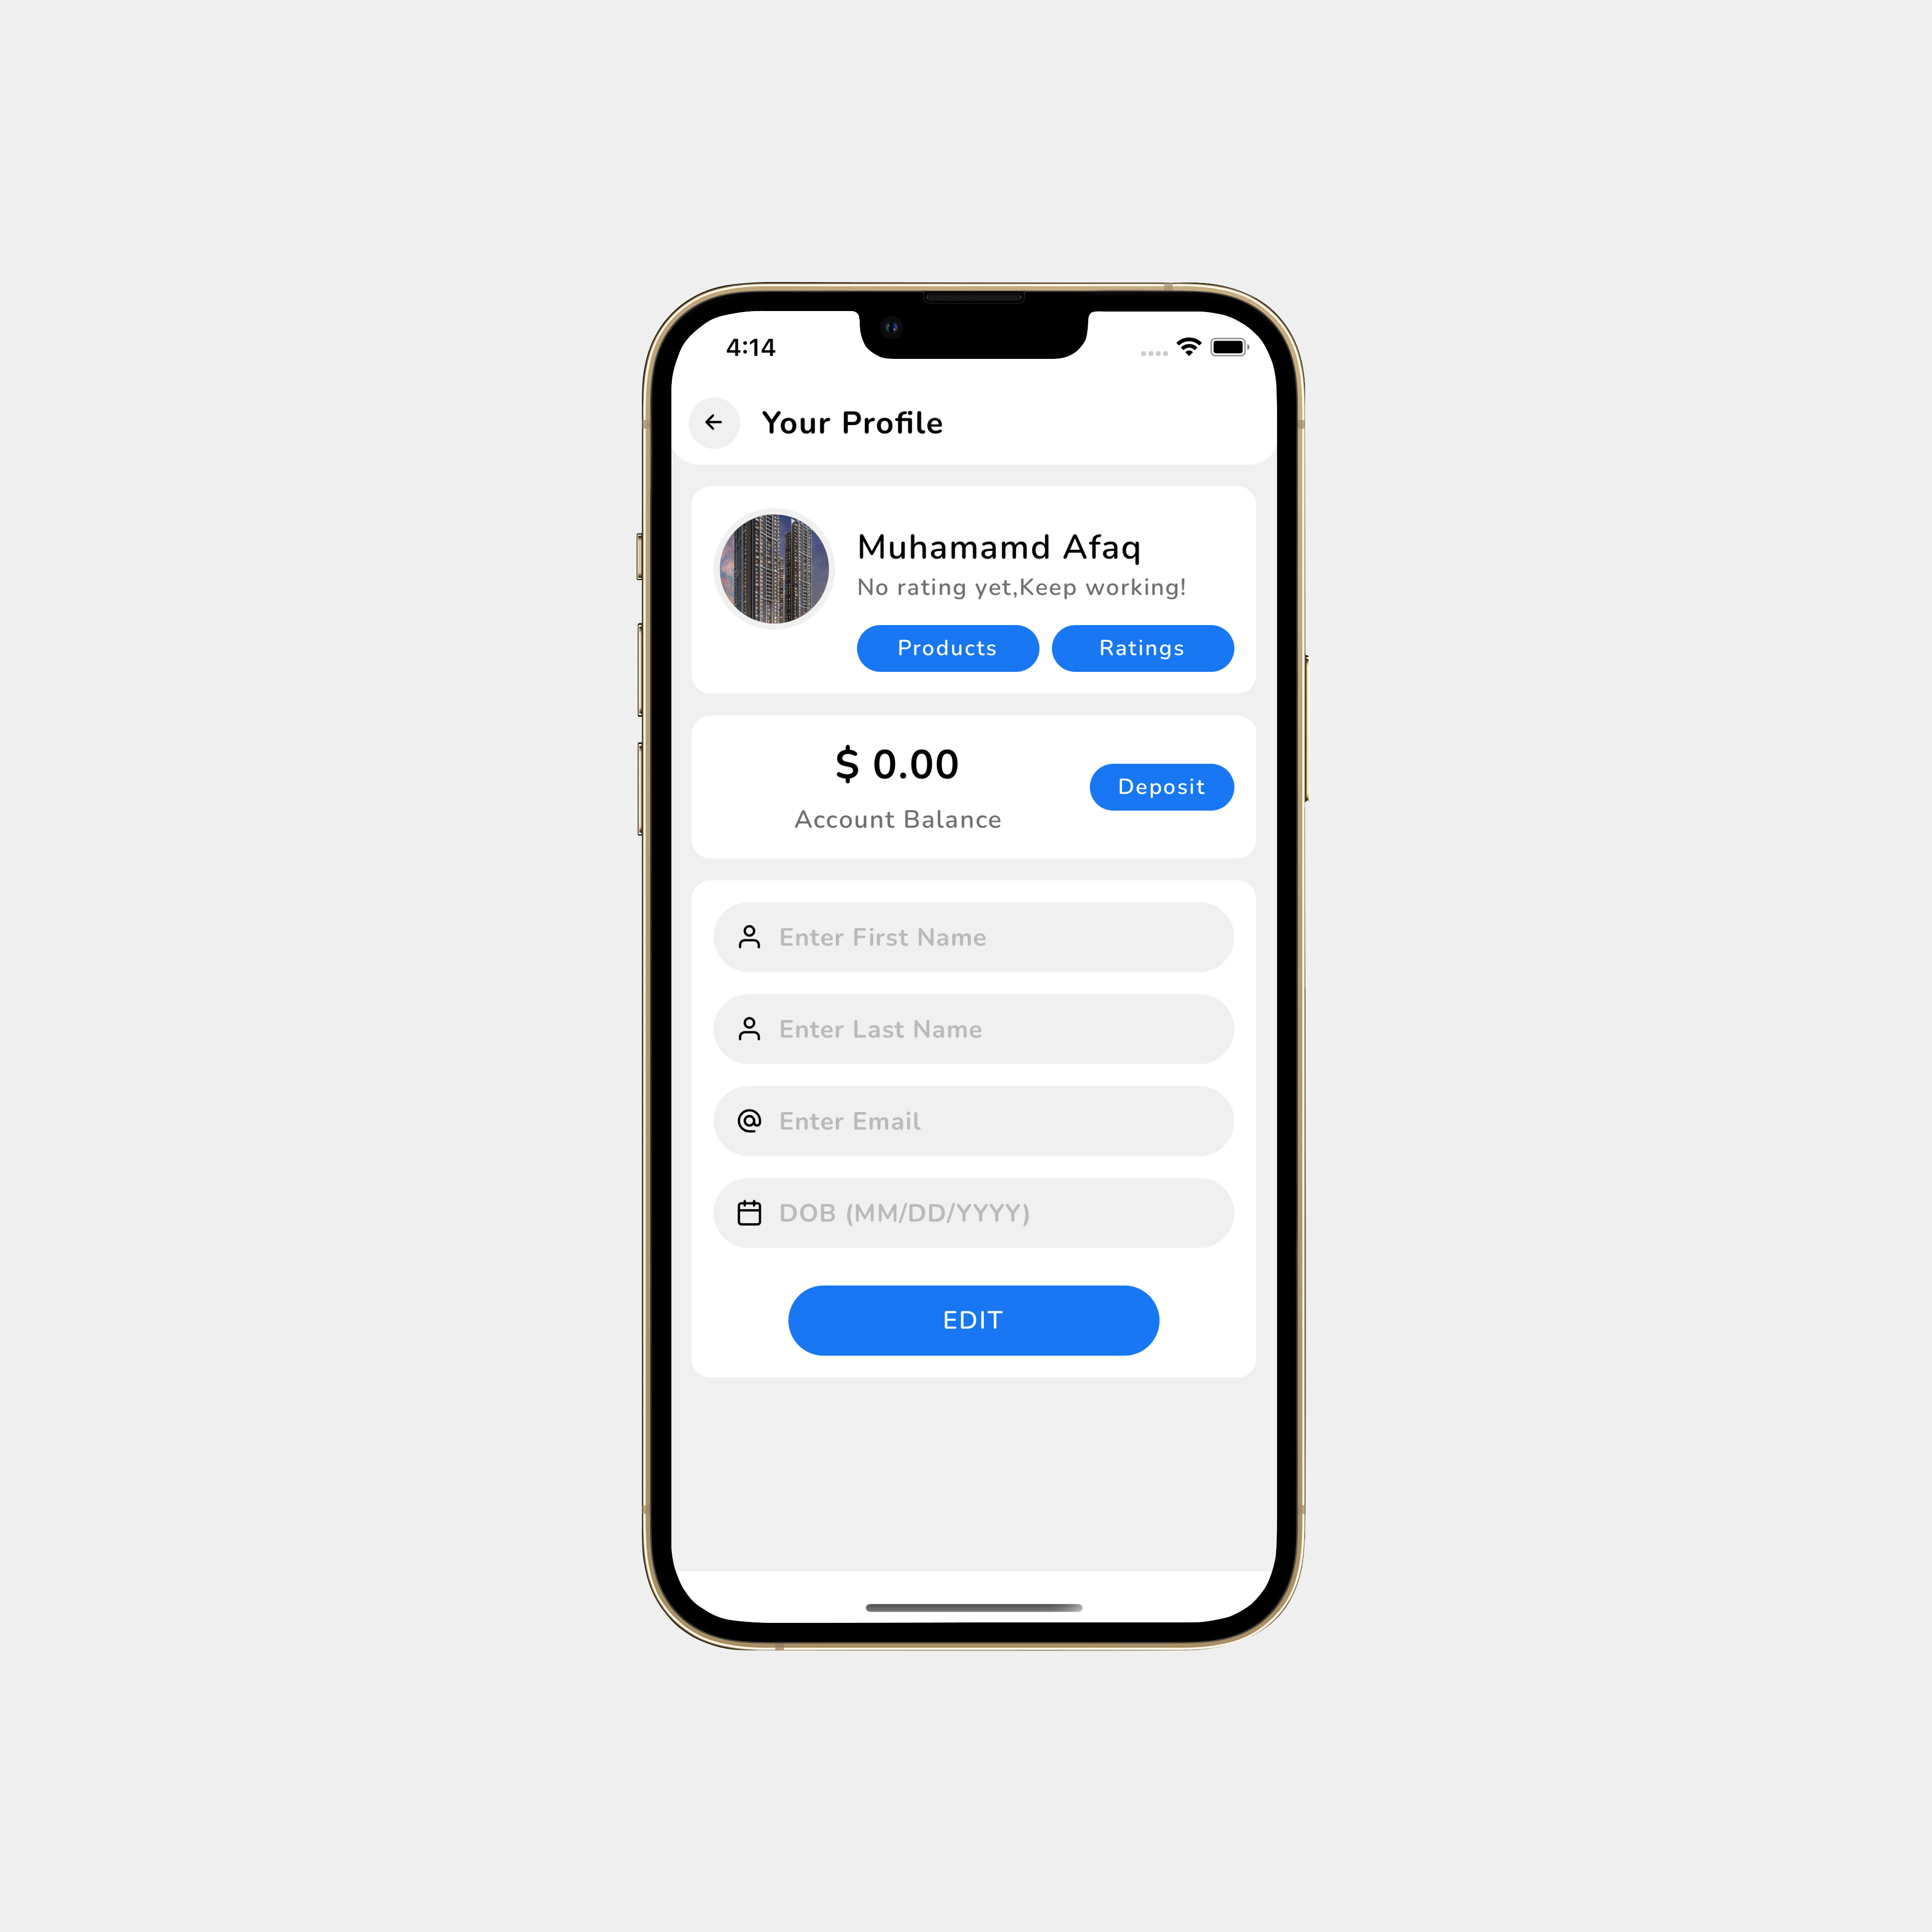 4:14
Your Profile
Muhamamd Afaq
No rating yet,Keep working!
Products Ratings
$ 0.00
Deposit
Account Balance
Enter First Name
Enter Last Name
Enter Email
DOB (MM/DD/YYYY)
EDIT